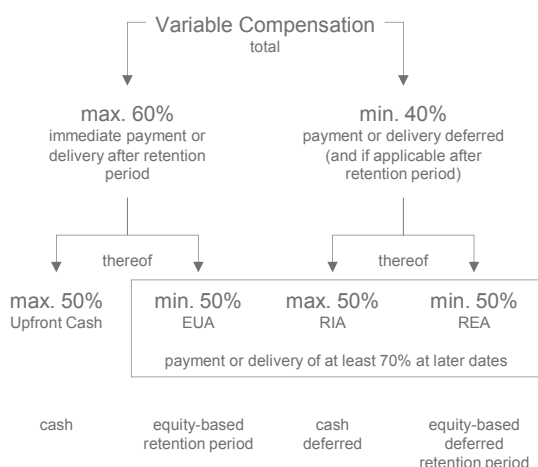 Variable Compensation
total
max. 60%
immediate payment or
delivery after retention
period
min. 40%
payment or delivery deferred
(and if applicable after
retention period)
thereof
thereof
max. 50%
Upfront Cash
min. 50%
EUA
max. 50%
RIA
min. 50%
REA
payment or delivery of at least 70% at later dates
cash
equity-based
retention period
cash
deferred
equity-based
deferred
retention period